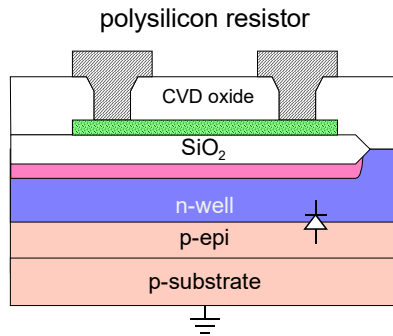 polysilicon resistor
CVD oxide
SiO₂
n-well
p-epi
p-substrate